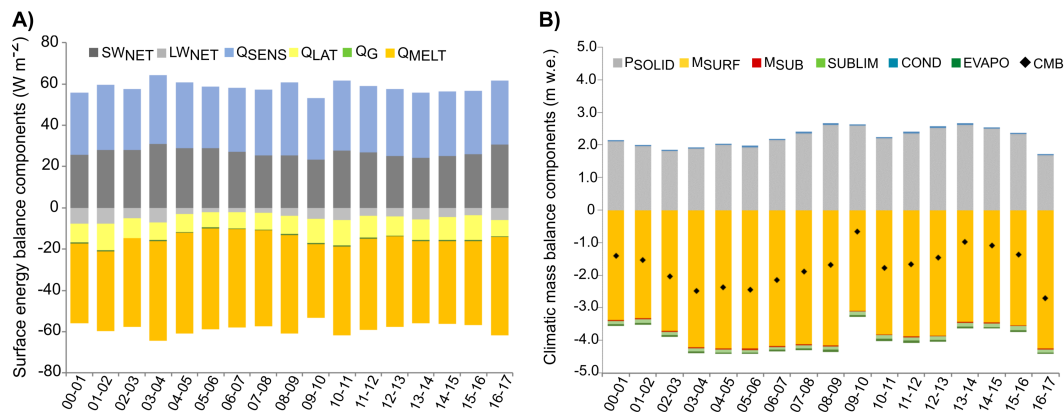 A)
Surface energy balance components (W m-2)
80
60
40
20
0
-20
-40
-60
-80
SWNET LWNET QSENS QLAT QG QMELT
00-01 01-02 02-03 03-04 04-05 05-06 06-07 07-08 08-09 09-10 10-11 11-12 12-13 13-14 14-15 15-16 16-17
B)
Climatic mass balance components (m w.e.)
5.0
4.0
3.0
2.0
1.0
0
-1.0
-2.0
-3.0
-4.0
-5.0
PSOLID MSURF MSUB SUBLIM COND EVAPO CMB
00-01 01-02 02-03 03-04 04-05 05-06 06-07 07-08 08-09 09-10 10-11 11-12 12-13 13-14 14-15 15-16 16-17